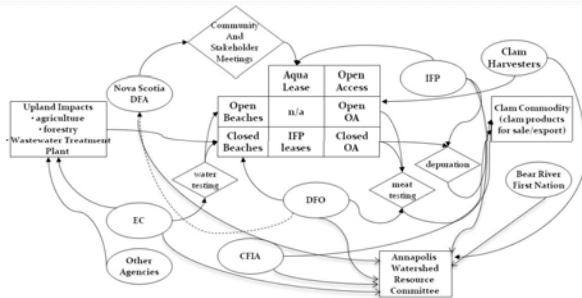 Community
And
Stakeholder
Meetings
Nova Scotia
DFA
Aqua
Lease
Open
Access
IFP
Clam
Harvesters
Upland Impacts
• agriculture
• forestry
•Wastewater Treatment
Plant
Open
Beaches
n/a
Open
OA
Closed
Beaches
IFP
leases
Closed
OA
Clam Commodity
(clam products
for sale/export)
depuration
water
testing
meat
testing
Bear River
First Nation
EC
DFO
Other
Agencies
CFIA
Annapolis
Watershed
Resource
Committee